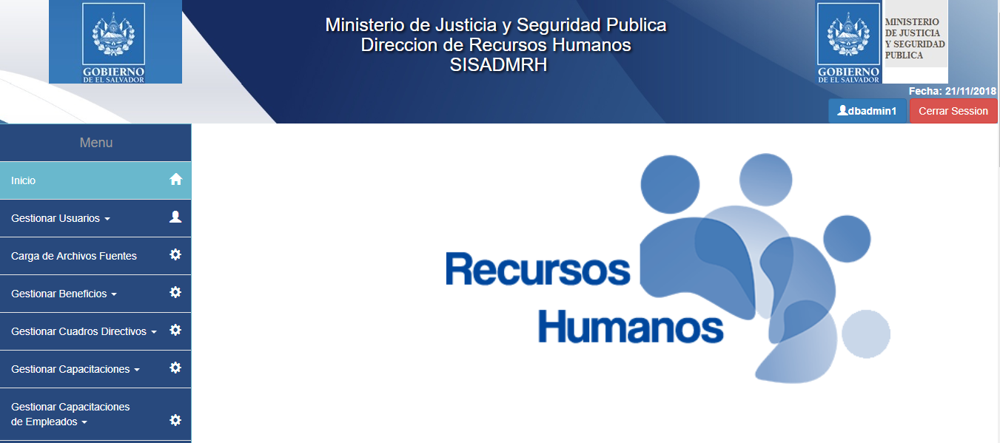 GOBIERNO
DE EL SALVADOR
Ministerio de Justicia y Seguridad Publica
Direccion de Recursos Humanos
SISADMRH
GOBIERNO
DE EL SALVADOR
MINISTERIO
DE JUSTICIA
Y SEGURIDAD
PUBLICA
Fecha: 21/11/2018
dbadmin1
Cerrar Session
Menu
Inicio
Gestionar Usuarios
Carga de Archivos Fuentes
Gestionar Beneficios
Gestionar Cuadros Directivos
Gestionar Capacitaciones
Gestionar Capacitaciones
de Empleados
Recursos
Humanos